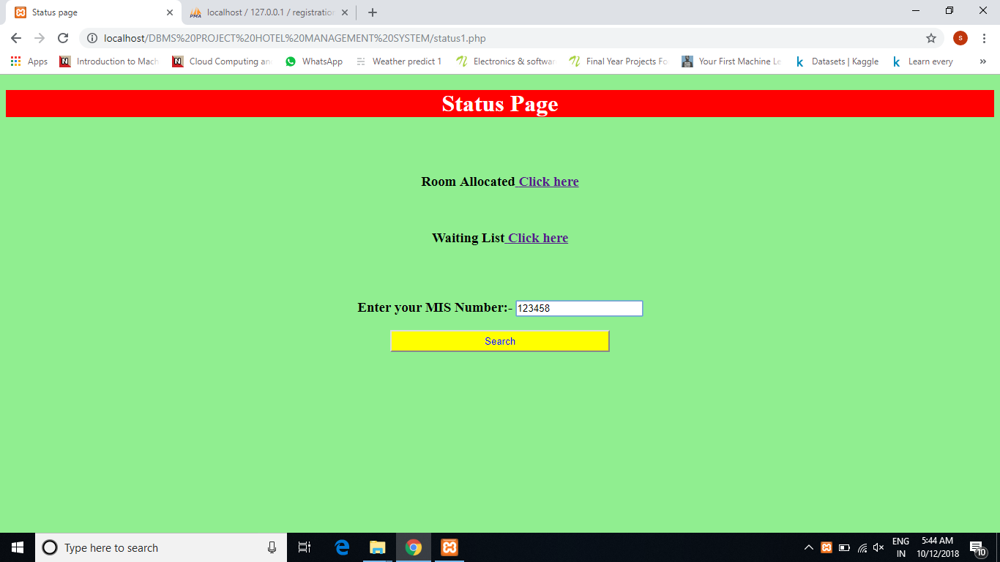 Status page
localhost / 127.0.0.1 / registration
localhost/DBMS%20PROJECT%20HOTEL%20MANAGEMENT%20SYSTEM/status1.php
S
Apps
Introduction to Mach
Cloud Computing and
WhatsApp
Weather predict 1
Electronics & softwar
Final Year Projects Fo
Your First Machine Le
Datasets | Kaggle
Learn every
Status Page
Room Allocated Click here
Waiting List Click here
Enter your MIS Number:- 123458
Search
Type here to search
ENG
IN
5:44 AM
10/12/2018
10